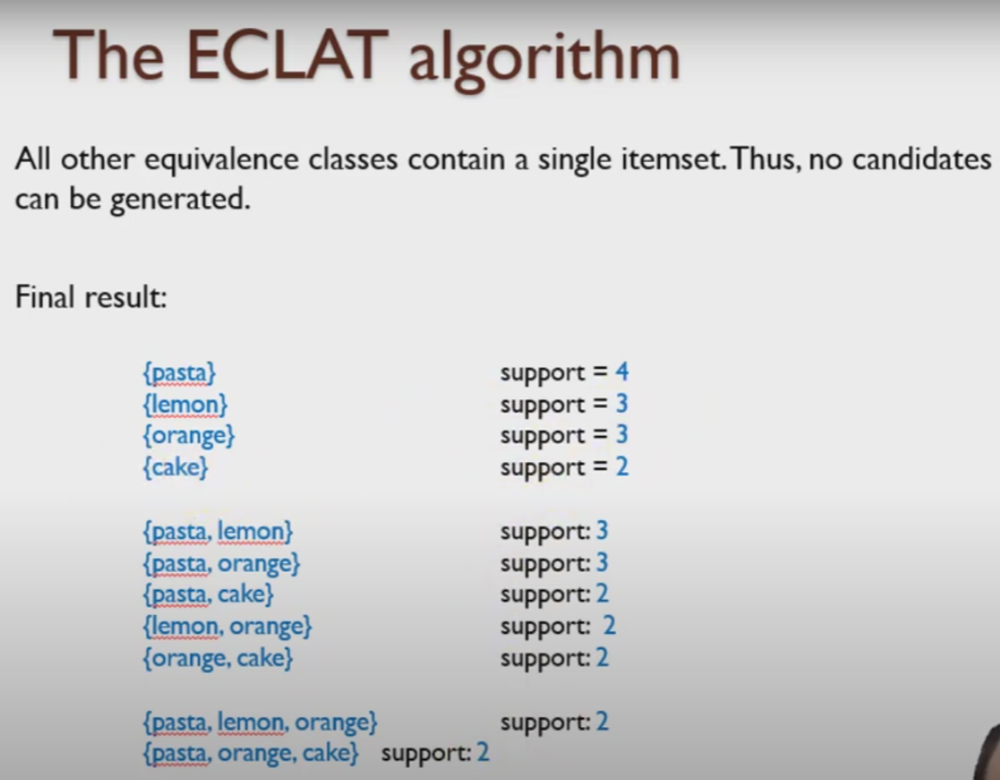 The ECLAT algorithm
All other equivalence classes contain a single itemset. Thus, no candidates
can be generated.
Final result:
{pasta} support = 4
{lemon} support = 3
{orange} support = 3
{cake} support = 2
{pasta, lemon} support: 3
{pasta, orange} support: 3
{pasta, cake} support: 2
{lemon, orange} support: 2
{orange, cake} support: 2
{pasta, lemon, orange} support: 2
{pasta, orange, cake} support: 2